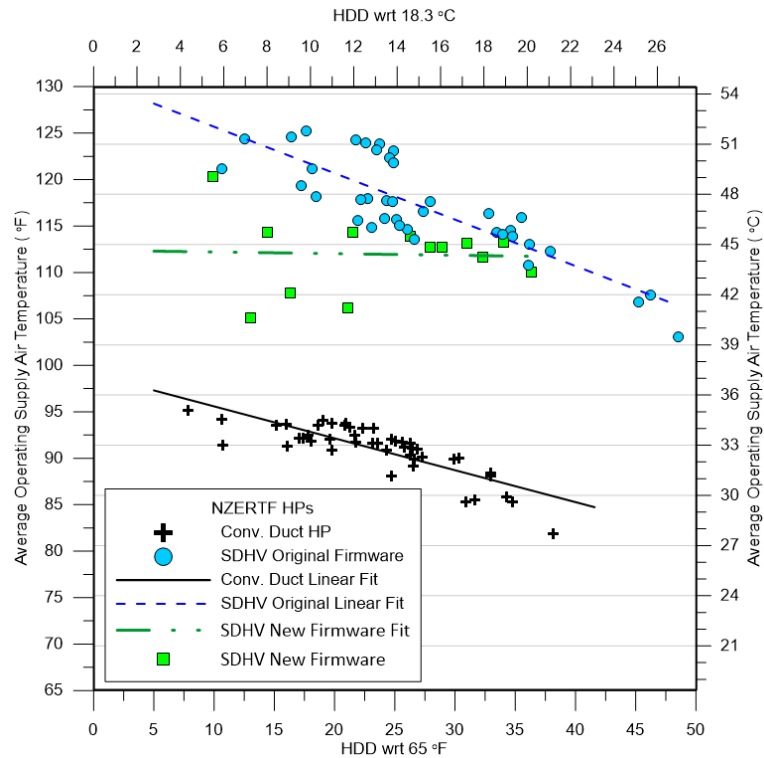 HDD wrt 18.3 ºC
0 2 4 6 8 10 12 14 16 18 20 22 24 26
130
125
120
115
110
105
100
95
90
85
80
75
70
65
Average Operating Supply Air Temperature ( ºF)
54
51
48
45
42
39
36
33
30
27
24
21
Average Operating Supply Air Temperature ( ºC)
NZERTF HPs
Conv. Duct HP
SDHV Original Firmware
Conv. Duct Linear Fit
SDHV Original Linear Fit
SDHV New Firmware Fit
SDHV New Firmware
0 5 10 15 20 25 30 35 40 45 50
HDD wrt 65 ºF